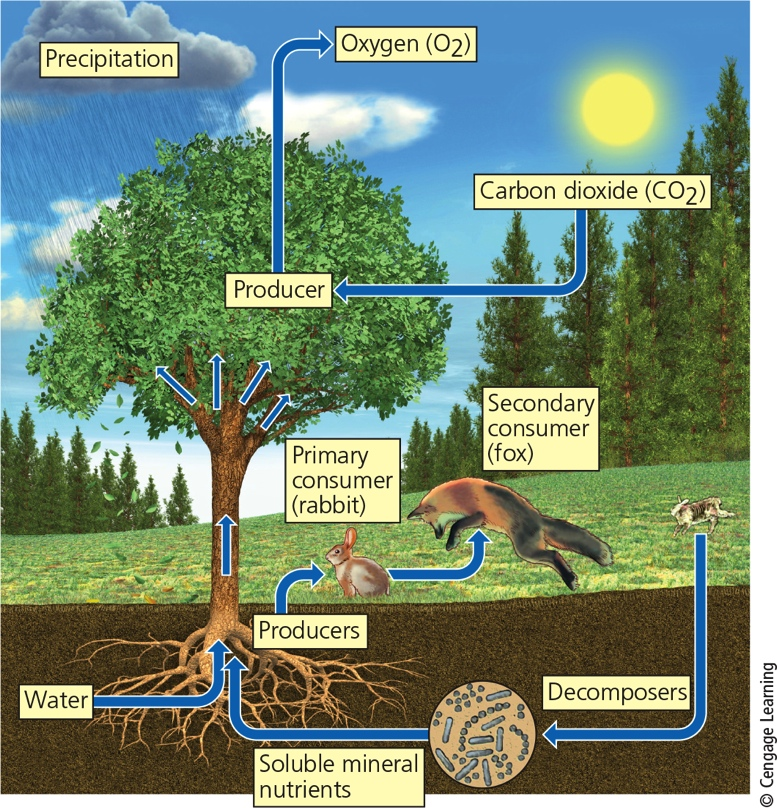 Precipitation
Oxygen (O2)
Carbon dioxide (CO2)
Producer
Secondary
consumer
(fox)
Primary
consumer
(rabbit)
Producers
Water
Decomposers
Soluble mineral
nutrients
© Cengage Learning